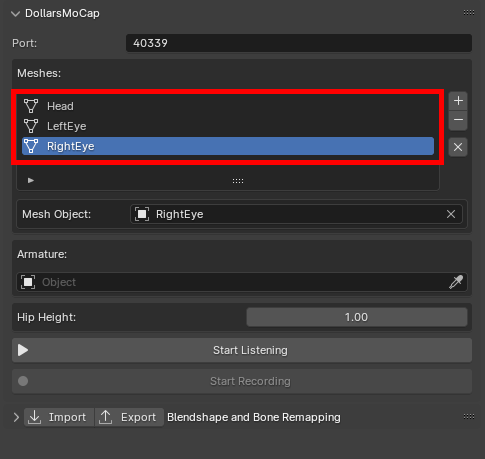 DollarsMoCap
Port: 40339
Meshes:
Head
LeftEye
RightEye
Mesh Object: RightEye
Armature:
Object
Hip Height: 1.00
Start Listening
Start Recording
Import Export Blendshape and Bone Remapping